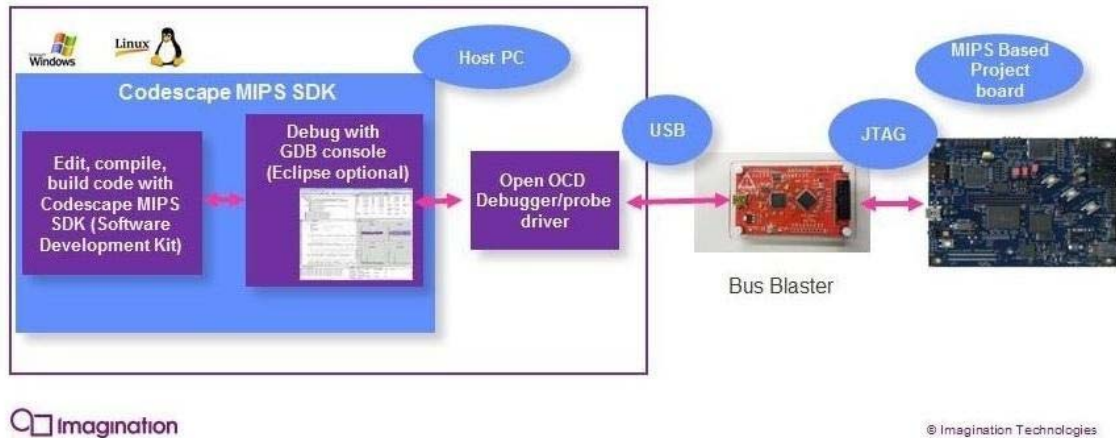 Windows
Linux
Host PC
MIPS Based
Project
board
Codescape MIPS SDK
USB
JTAG
Edit, compile,
build code with
Codescape MIPS
SDK (Software
Development Kit)
Debug with
GDB console
(Eclipse optional)
Open OCD
Debugger/probe
driver
Bus Blaster
Imagination
© Imagination Technologies